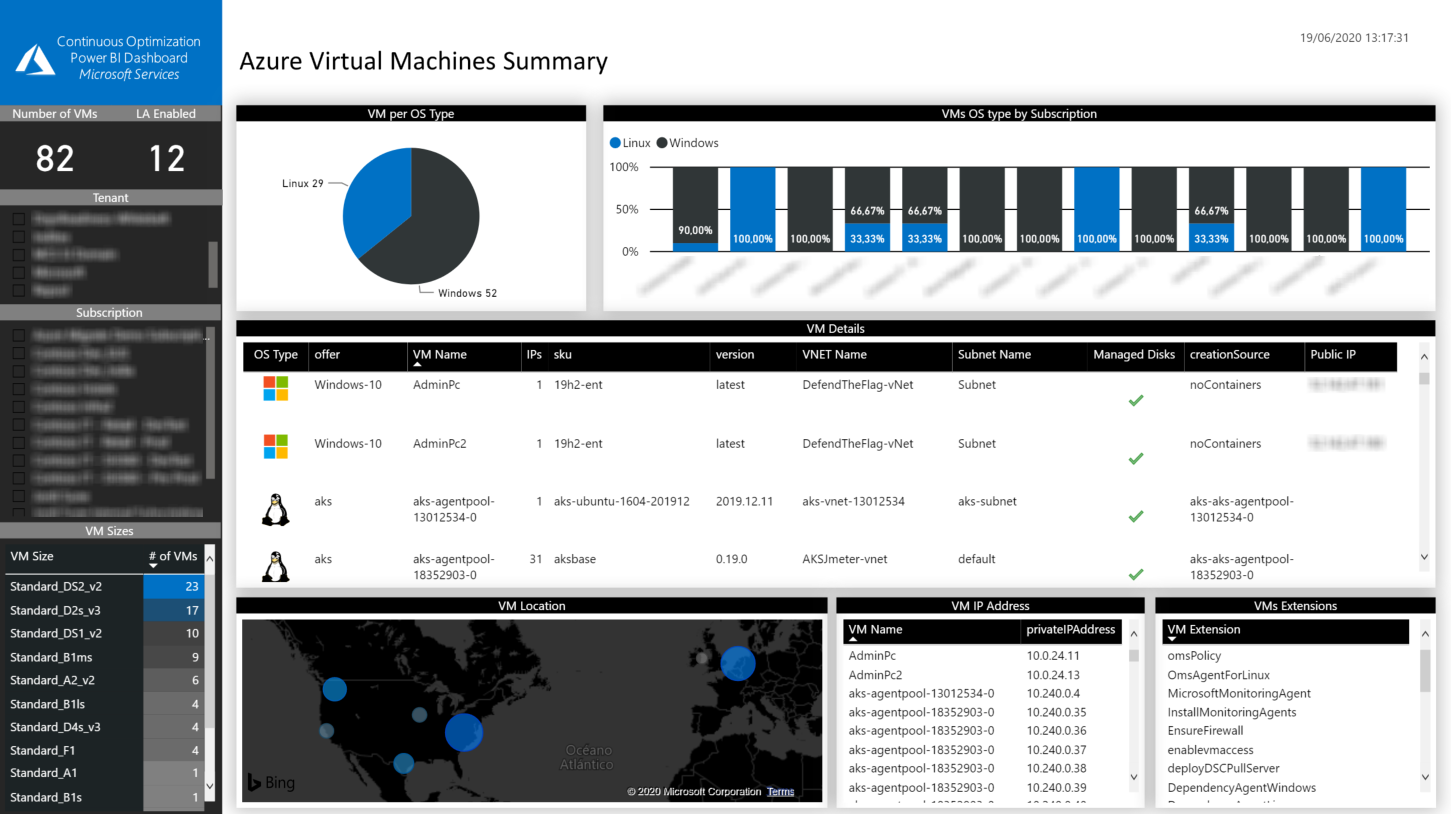 Continuous Optimization
Power BI Dashboard
Microsoft Services
Azure Virtual Machines Summary
19/06/2020 13:17:31
Number of VMs LA Enabled
82 12
Tenant
Subscription
VM Sizes
VM Size # of VMs
Standard_DS2_v2 23
Standard_D2s_v3 17
Standard_DS1_v2 10
Standard_B1ms 9
Standard_A2_v2 6
Standard_B1ls 4
Standard_D4s_v3 4
Standard_F1 4
Standard_A1 1
Standard_B1s 1
VM per OS Type
Linux 29
Windows 52
VMs OS type by Subscription
Linux Windows
100%
50%
0%
90,00% 100,00% 100,00% 66,67% 33,33% 66,67% 33,33% 100,00% 100,00% 100,00% 100,00% 66,67% 33,33% 100,00% 100,00% 100,00%
VM Details
OS Type offer VM Name IPs sku version VNET Name Subnet Name Managed Disks creationSource Public IP
Windows-10 AdminPc 1 19h2-ent latest DefendTheFlag-vNet Subnet noContainers
Windows-10 AdminPc2 1 19h2-ent latest DefendTheFlag-vNet Subnet noContainers
aks aks-agentpool- 1 aks-ubuntu-1604-201912 2019.12.11 aks-vnet-13012534 aks-subnet aks-aks-agentpool-
13012534-0 13012534-0
aks aks-agentpool- 31 aksbase 0.19.0 AKSJmeter-vnet default aks-aks-agentpool-
18352903-0 18352903-0
VM Location
Océano
Atlántico
Bing
© 2020 Microsoft Corporation Terms
VM IP Address
VM Name privateIPAddress
AdminPc 10.0.24.11
AdminPc2 10.0.24.13
aks-agentpool-13012534-0 10.240.0.4
aks-agentpool-18352903-0 10.240.0.35
aks-agentpool-18352903-0 10.240.0.36
aks-agentpool-18352903-0 10.240.0.37
aks-agentpool-18352903-0 10.240.0.38
aks-agentpool-18352903-0 10.240.0.39
VMs Extensions
VM Extension
omsPolicy
OmsAgentForLinux
MicrosoftMonitoringAgent
InstallMonitoringAgents
EnsureFirewall
enablevmaccess
deployDSCPullServer
DependencyAgentWindows